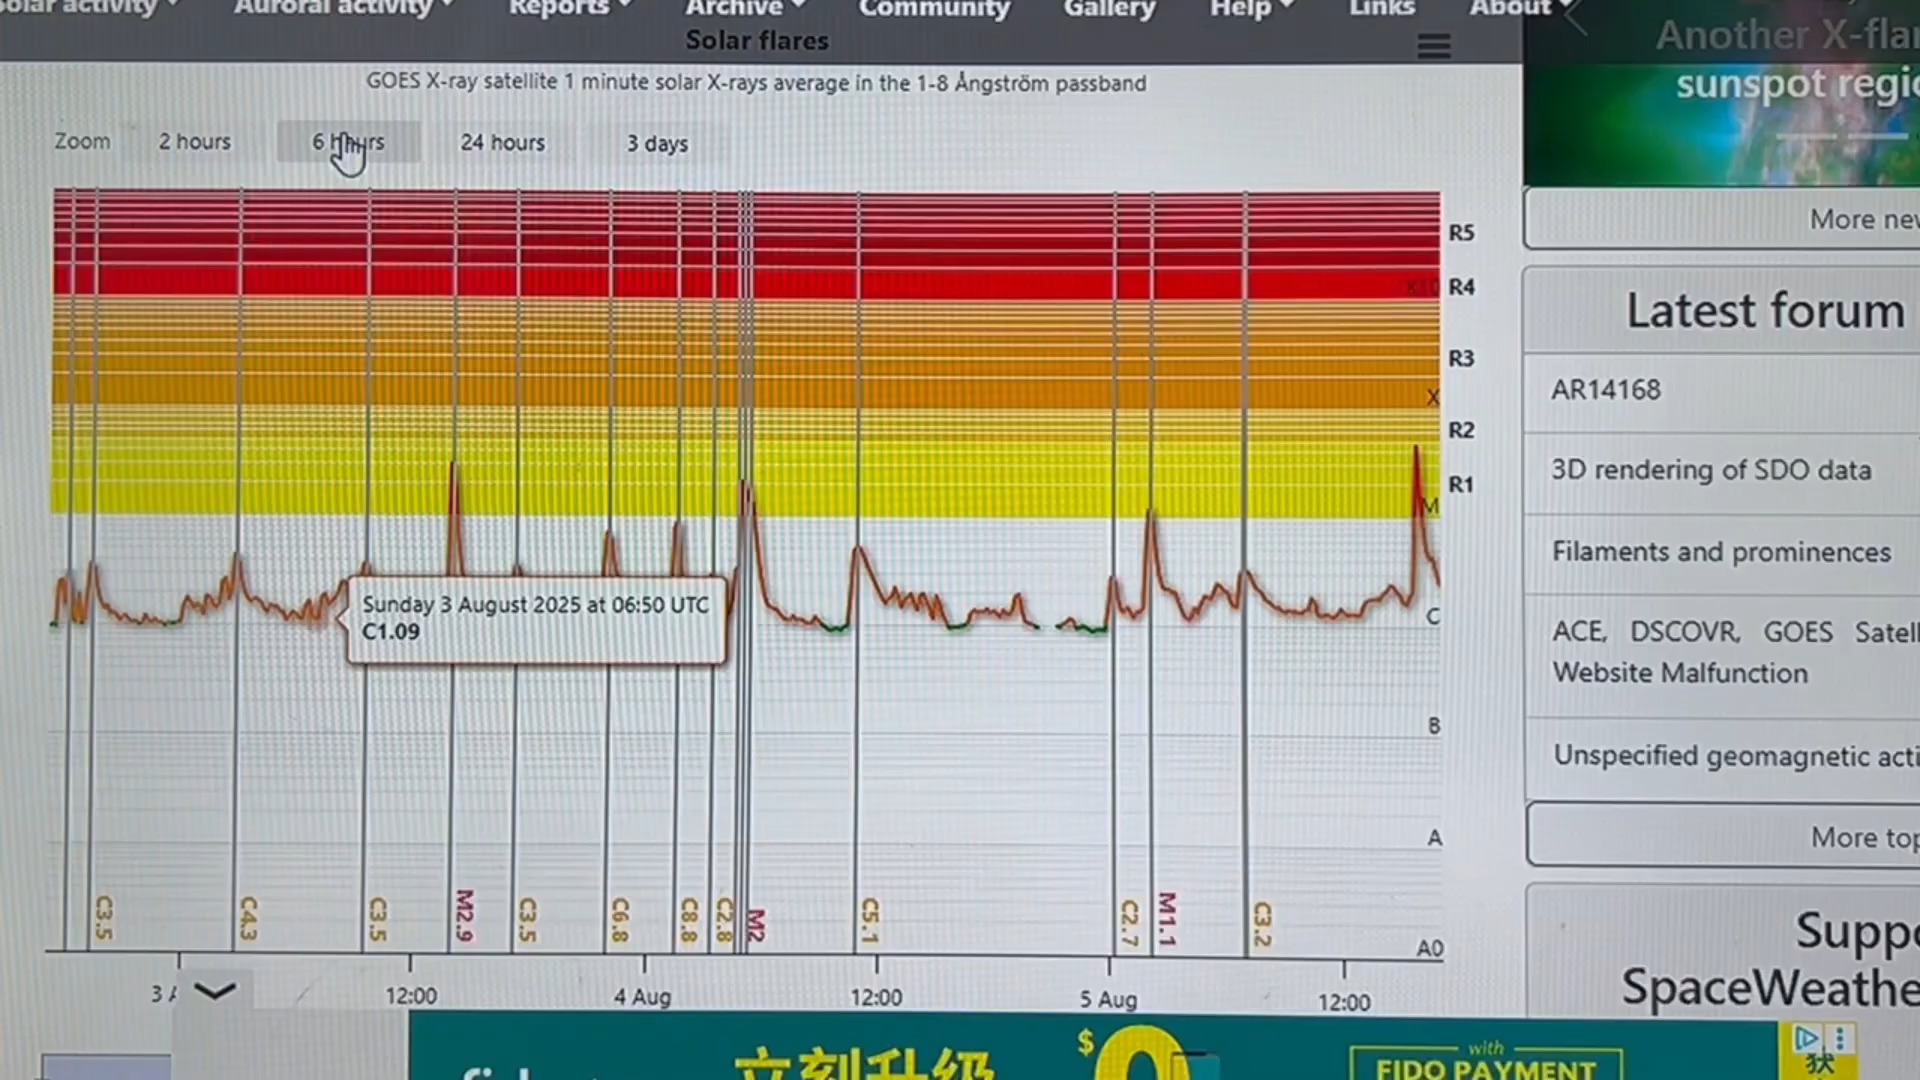 Solar activity
Auroral activity
Reports
Archive
Community
Gallery
Help
Links
About
Solar flares
GOES X-ray satellite 1 minute solar X-rays average in the 1-8 Ångström passband
Zoom
2 hours
6 hours
24 hours
3 days
R5
R4
R3
X
R2
R1
M
C
B
A
A0
Sunday 3 August 2025 at 06:50 UTC
C1.09
C3.5
C4.3
C3.5
M2.9
C3.5
C6.8
C8.8
C2.8
M2
C5.1
C2.7
M1.1
C3.2
12:00
4 Aug
12:00
5 Aug
12:00
Another X-fla
sunspot regi
More ne
Latest forum
AR14168
3D rendering of SDO data
Filaments and prominences
ACE, DSCOVR, GOES Satell
Website Malfunction
Unspecified geomagnetic acti
More top
Supp
SpaceWeathe
立刻升级
$
with
FIDO PAYMENT